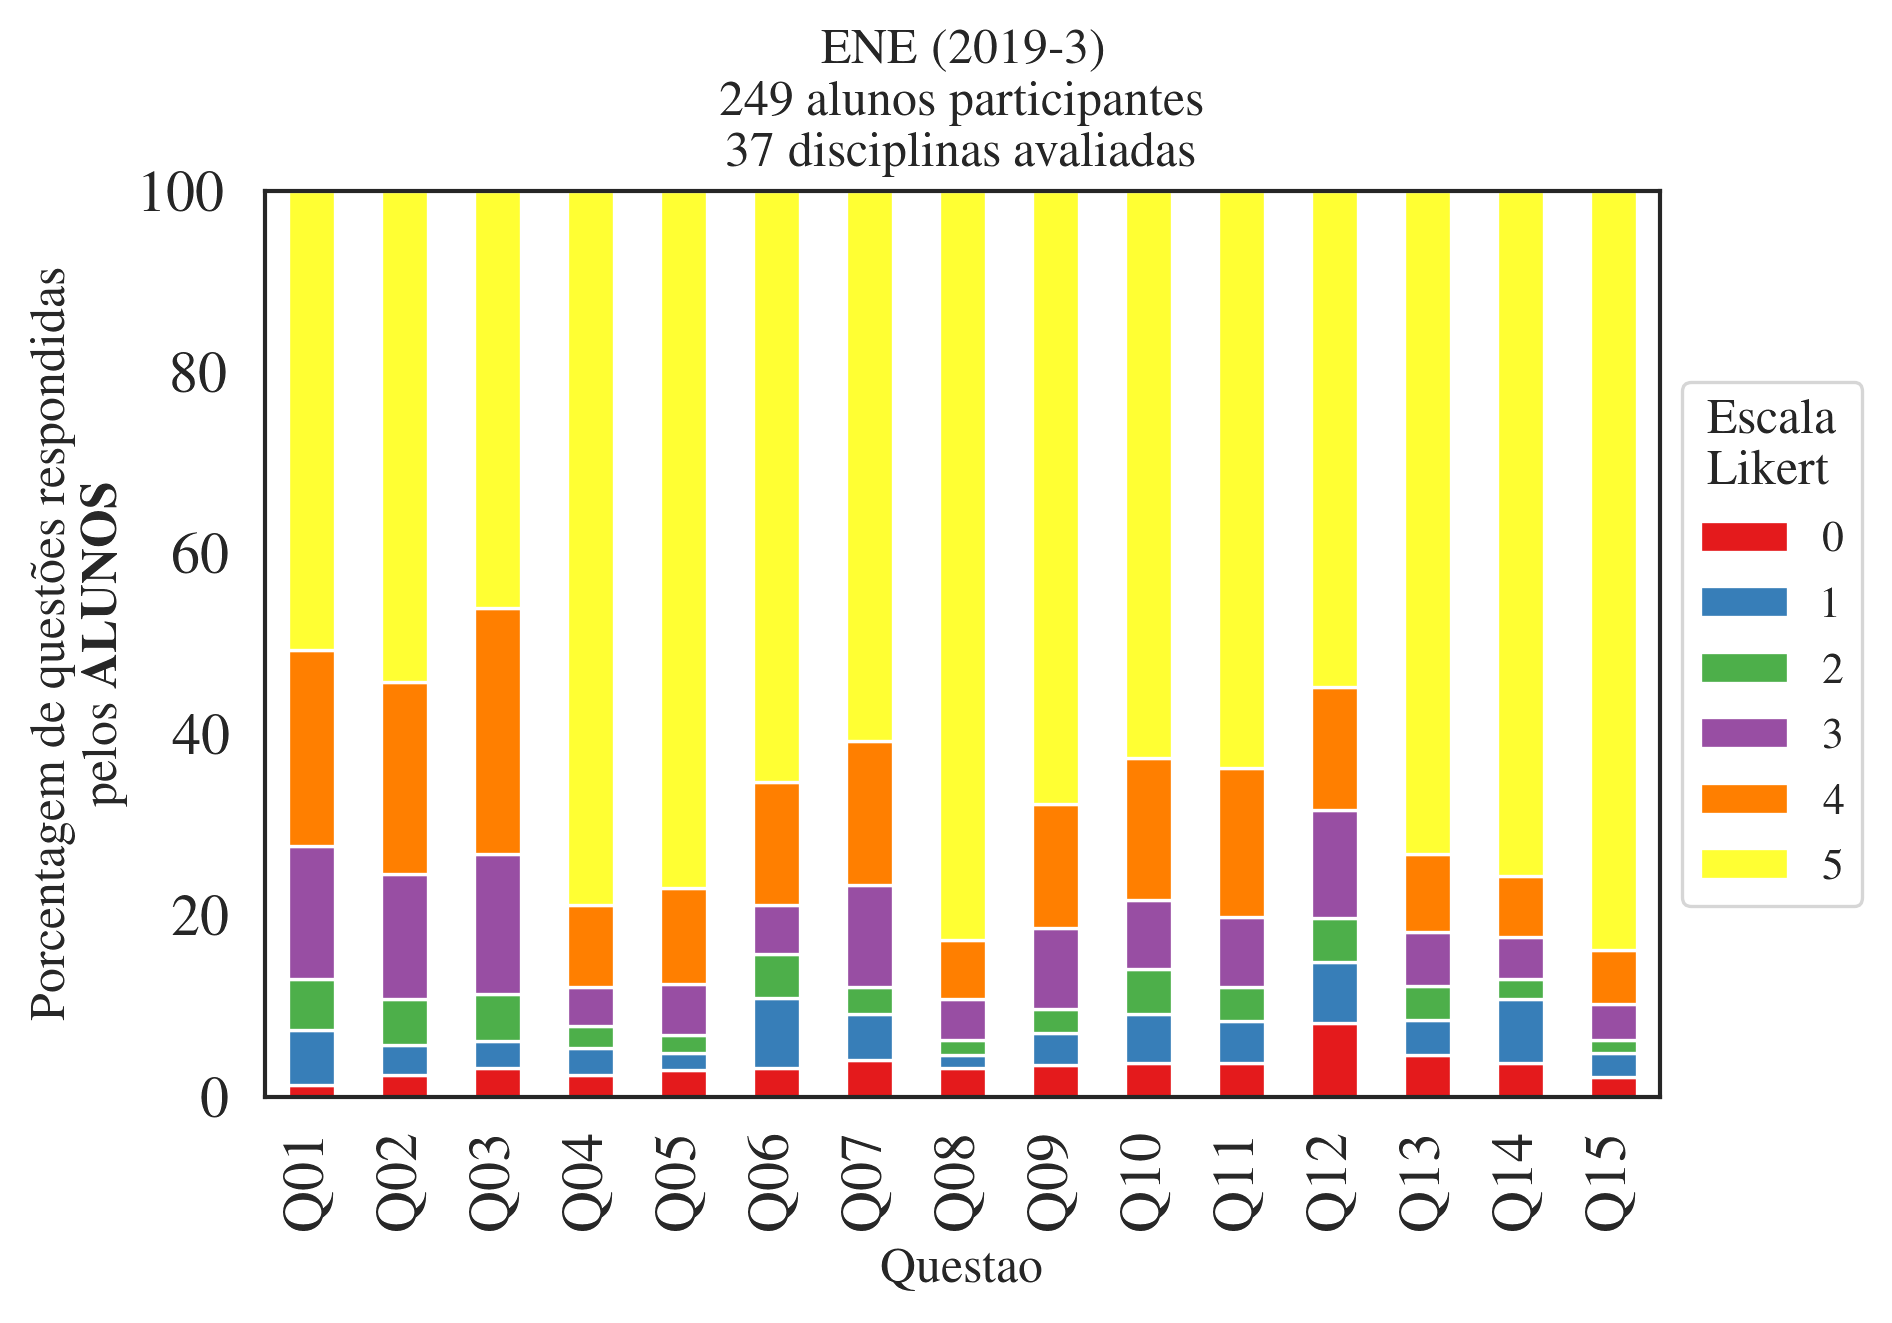 ENE (2019-3)
249 alunos participantes
37 disciplinas avaliadas
Porcentagem de questões respondidas
pelos ALUNOS
100
80
60
40
20
0
Q01
Q02
Q03
Q04
Q05
Q06
Q07
Q08
Q09
Q10
Q11
Q12
Q13
Q14
Q15
Questao
Escala
Likert
0
1
2
3
4
5